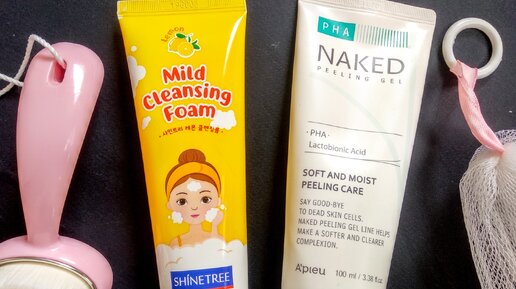 Lemon
Mild
Cleansing
Foam
SHINETREE
PHA
NAKED
PEELING GEL
· PHA ·
Lactobionic Acid
SOFT AND MOIST
PEELING CARE
SAY GOOD-BYE
TO DEAD SKIN CELLS.
NAKED PEELING GEL LINE HELPS
MAKE A SOFTER AND CLEARER
COMPLEXION.
A'PIEU
100 ml / 3.38 fl.oz